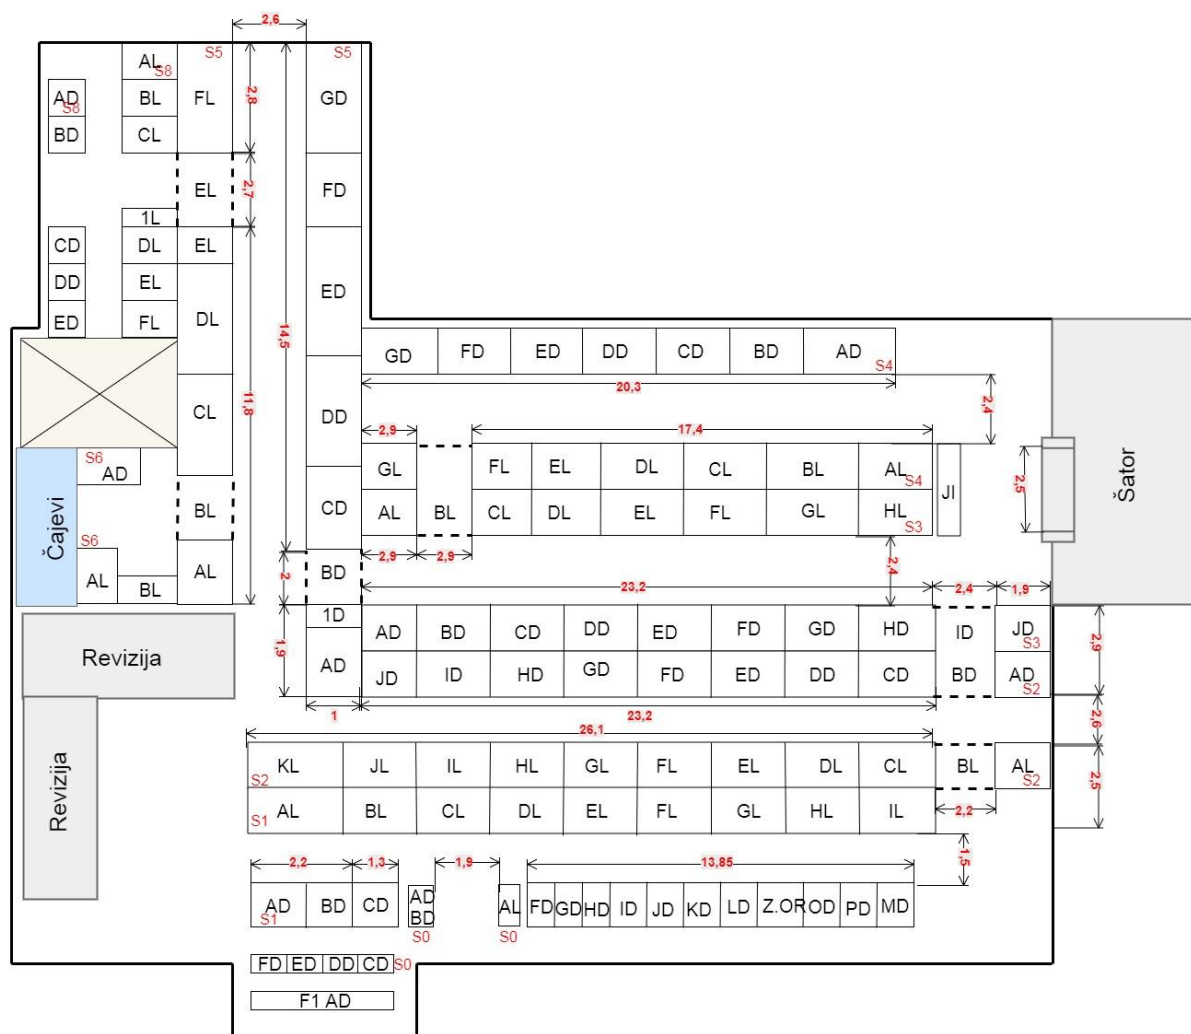 2,6
AL S5 S5
S8
AD BL FL 2,8 GD
S8
BD CL
EL 2,7 FD
1L
CD DL EL
DD EL ED
ED FL DL 14,5
GD FD ED DD CD BD AD
S4
20,3
CL 11,8 DD 2,4
2,9 17,4
S6 AD GL FL EL DL CL BL AL
S4
2,5 Šator
CD AL BL CL DL EL FL GL HL JI
S3
BL
Čajevi
S6
2,9 2,9
AL BL AL 2 BD 2,4
23,2 2,4 1,9
1D
AD BD CD DD ED FD GD HD ID JD
S3
Revizija 1,9 AD 2,9
JD ID HD GD FD ED DD CD BD AD
S2
1 23,2
2,6
26,1
KL JL IL HL GL FL EL DL CL BL AL
S2 S2
2,5
Revizija
AL BL CL DL EL FL GL HL IL 2,2
S1
1,5
2,2 1,3 1,9 13,85
AD BD CD AD AL FD GD HD ID JD KD LD Z.OR OD PD MD
S1 BD
S0 S0
FD ED DD CD S0
F1 AD